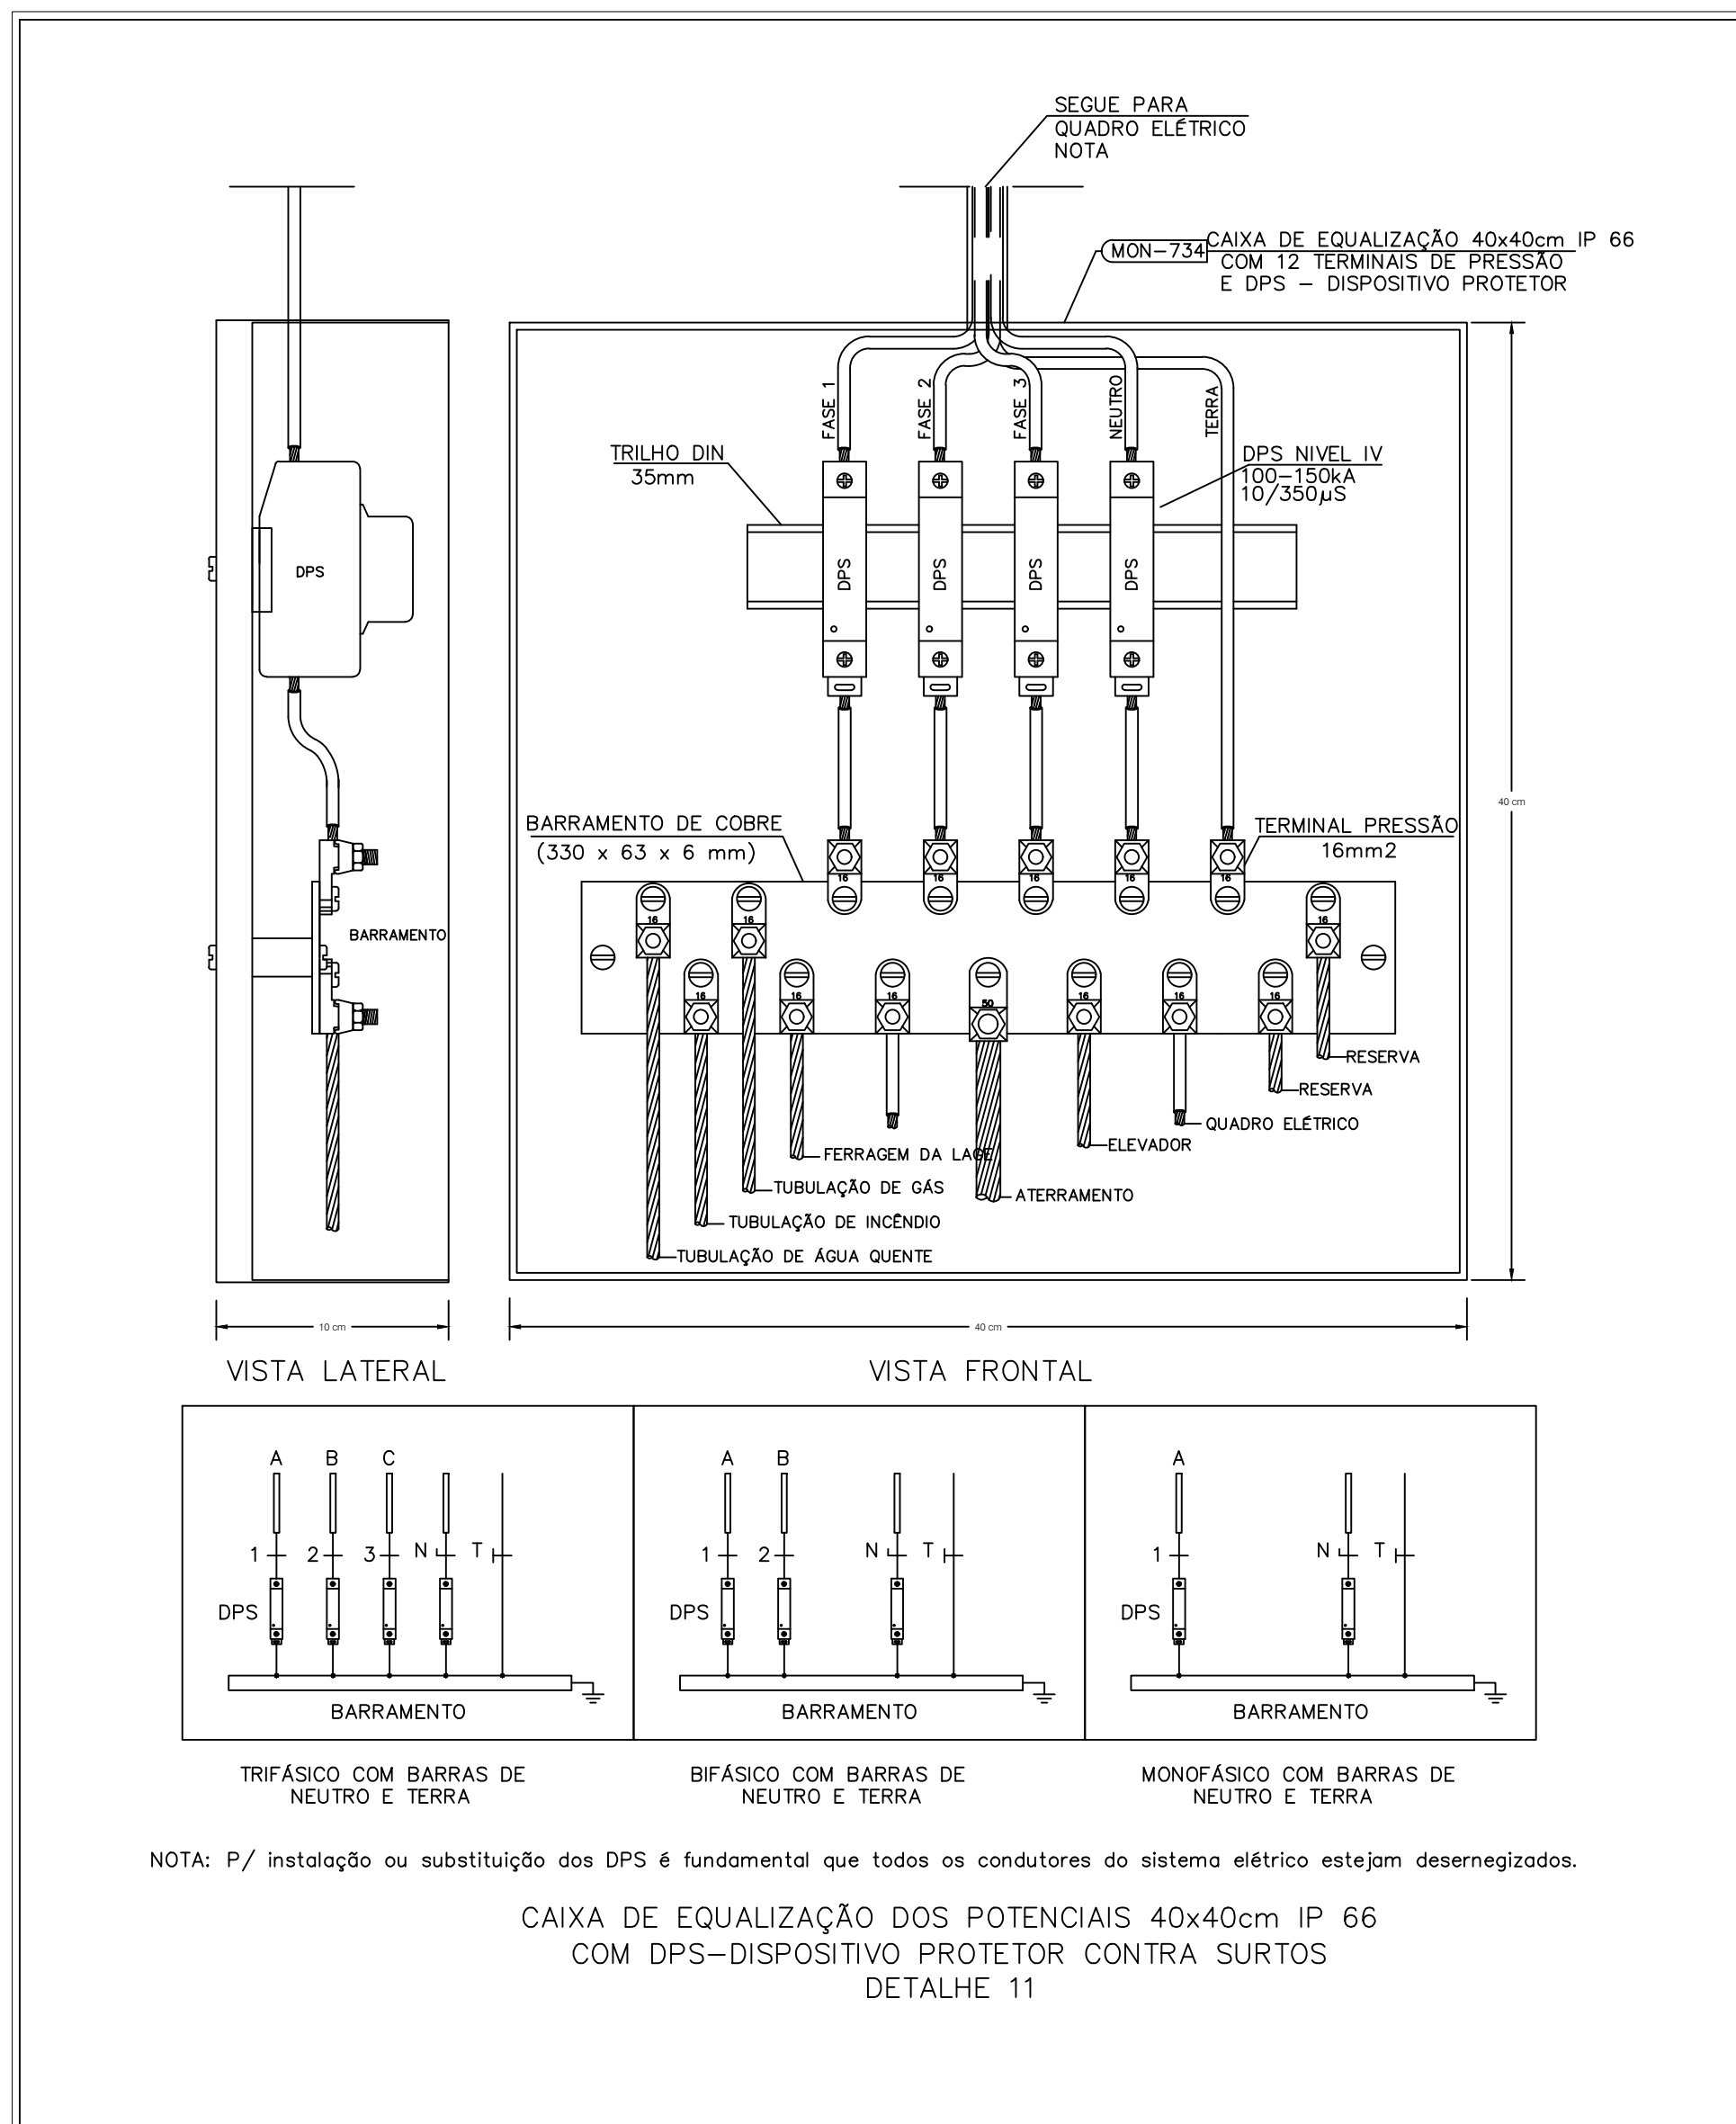 SEGUE PARA
QUADRO ELÉTRICO
NOTA
MON-734
CAIXA DE EQUALIZAÇÃO 40x40cm IP 66
COM 12 TERMINAIS DE PRESSÃO
E DPS - DISPOSITIVO PROTETOR
FASE 1
FASE 2
FASE 3
NEUTRO
TERRA
TRILHO DIN
35mm
DPS NIVEL IV
100-150kA
10/350µS
DPS
DPS
DPS
DPS
DPS
40 cm
BARRAMENTO DE COBRE
(330 x 63 x 6 mm)
TERMINAL PRESSÃO
16mm2
16
16
16
16
16
16
16
16
BARRAMENTO
16
16
16
50
16
16
16
RESERVA
RESERVA
QUADRO ELÉTRICO
ELEVADOR
FERRAGEM DA LAGE
TUBULAÇÃO DE GÁS
ATERRAMENTO
TUBULAÇÃO DE INCÊNDIO
TUBULAÇÃO DE ÁGUA QUENTE
10 cm
40 cm
VISTA LATERAL
VISTA FRONTAL
A B C
1 2 3 N T
DPS
BARRAMENTO
A B
1 2 N T
DPS
BARRAMENTO
A
1 N T
DPS
BARRAMENTO
TRIFÁSICO COM BARRAS DE
NEUTRO E TERRA
BIFÁSICO COM BARRAS DE
NEUTRO E TERRA
MONOFÁSICO COM BARRAS DE
NEUTRO E TERRA
NOTA: P/ instalação ou substituição dos DPS é fundamental que todos os condutores do sistema elétrico estejam desernegizados.
CAIXA DE EQUALIZAÇÃO DOS POTENCIAIS 40x40cm IP 66
COM DPS-DISPOSITIVO PROTETOR CONTRA SURTOS
DETALHE 11